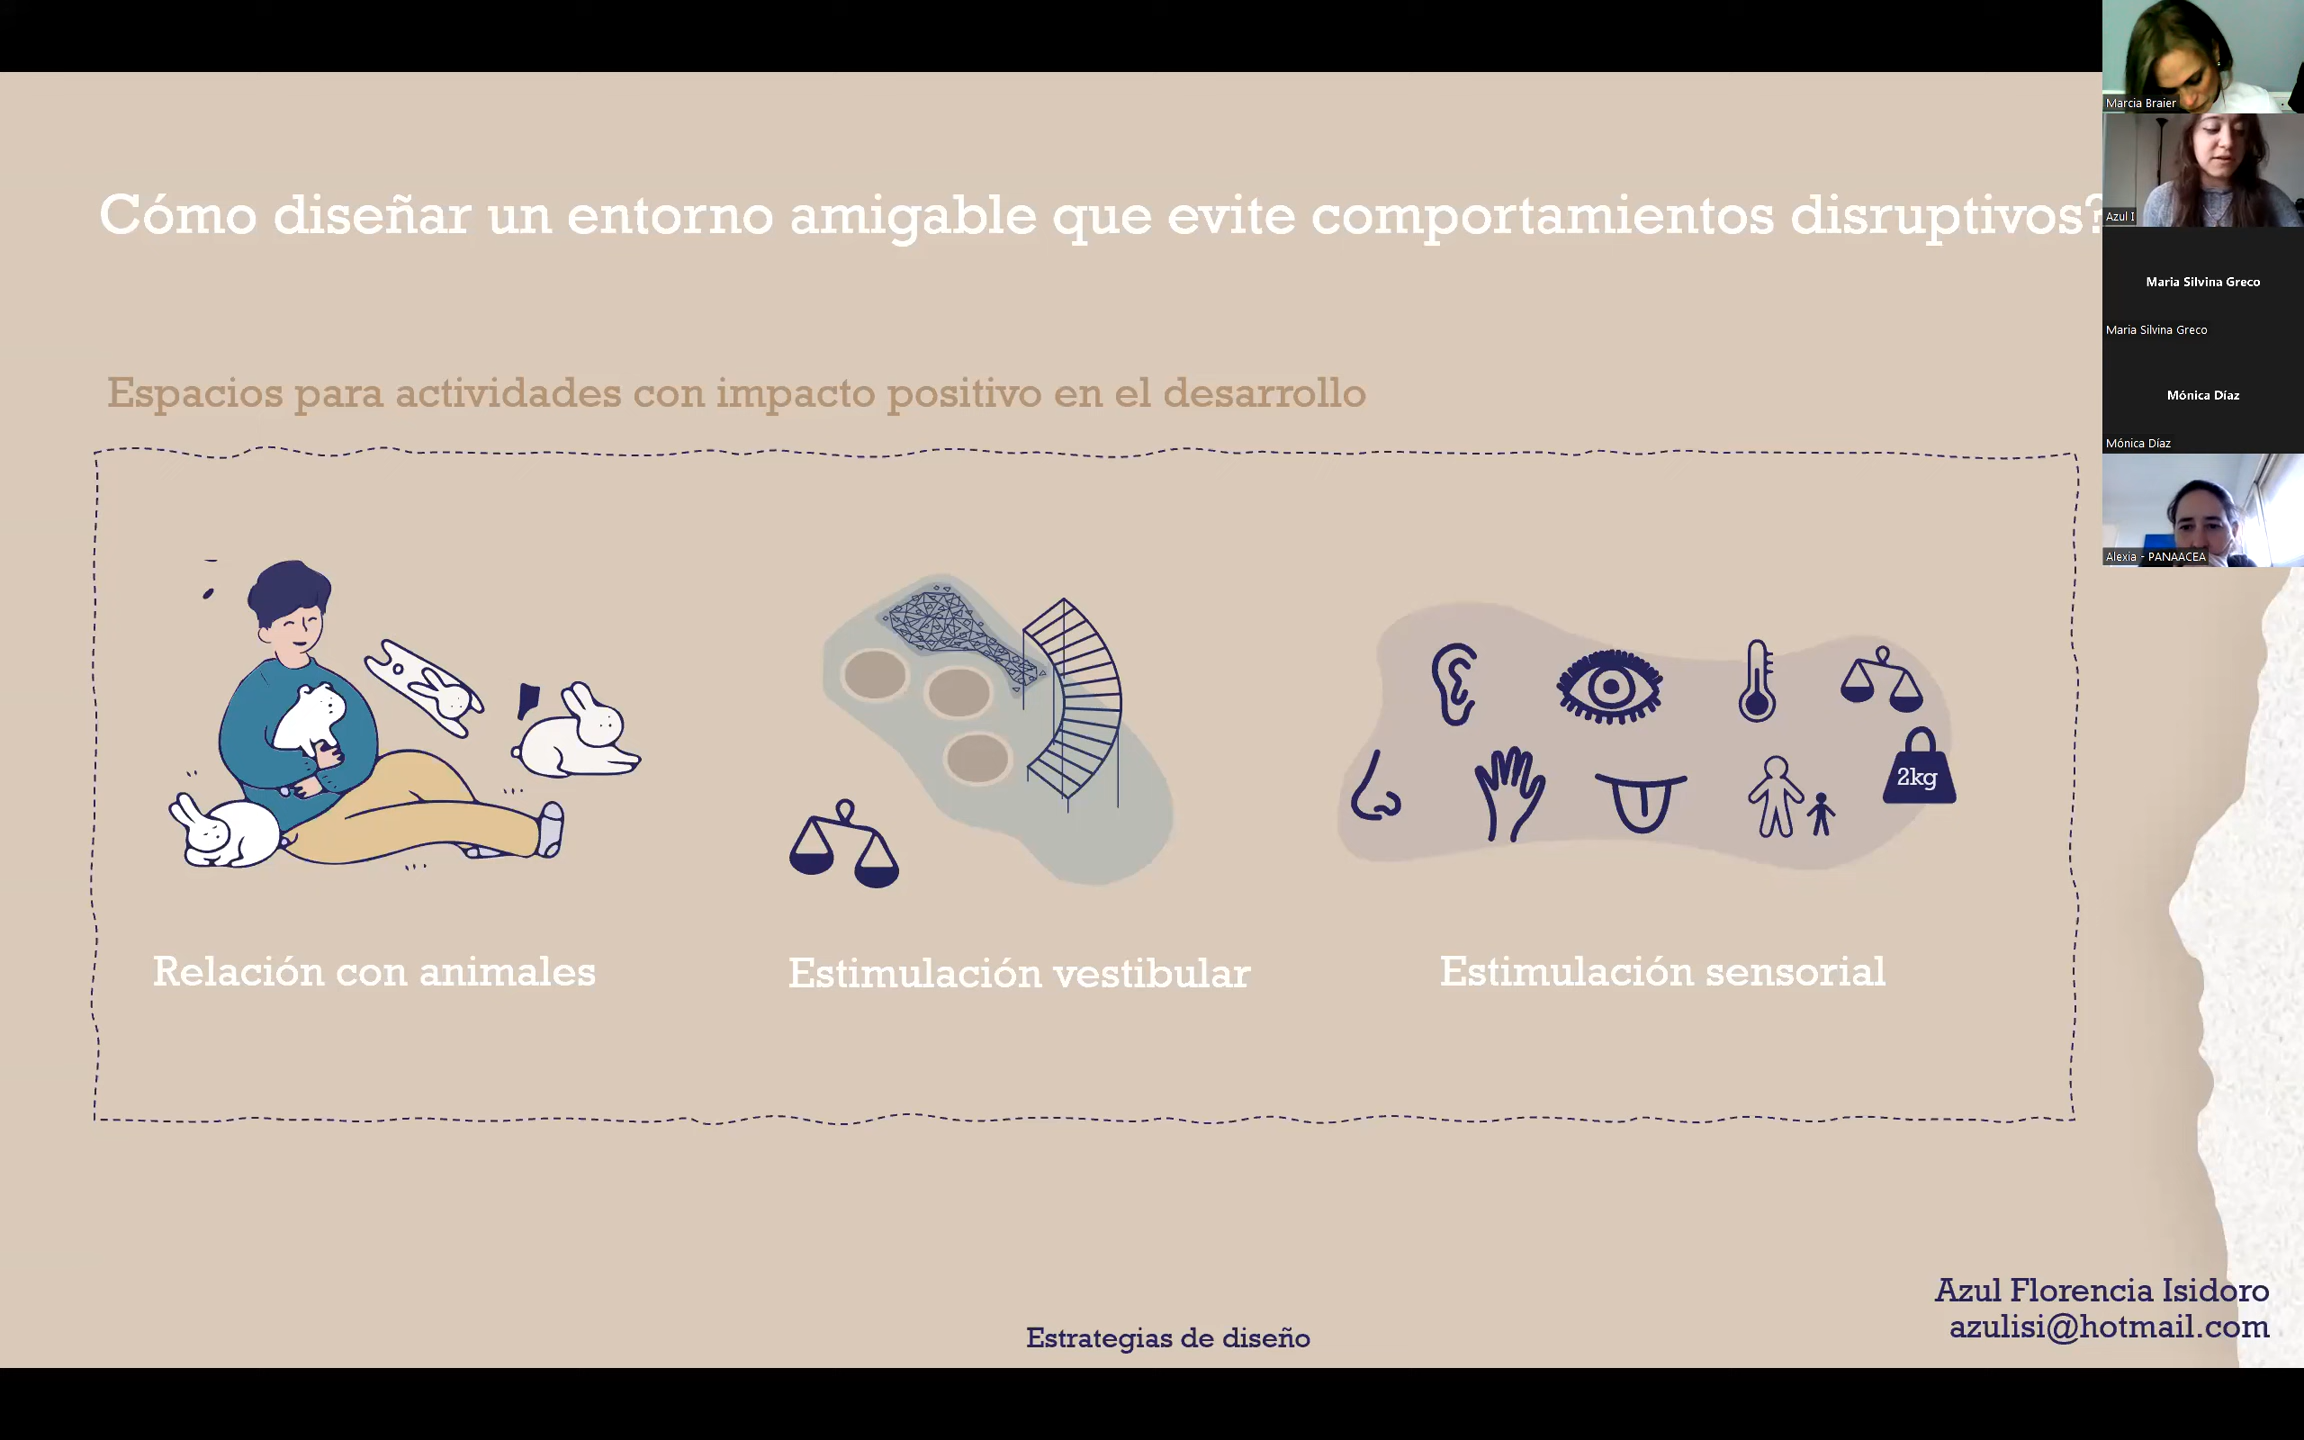 Cómo diseñar un entorno amigable que evite comportamientos disruptivos?
Espacios para actividades con impacto positivo en el desarrollo
2kg
Relación con animales
Estimulación vestibular
Estimulación sensorial
Estrategias de diseño
Azul Florencia Isidoro
azulisi@hotmail.com
Marcia Braier
Azul I
Maria Silvina Greco
Maria Silvina Greco
Mónica Díaz
Mónica Díaz
Alexia - PANAACEA